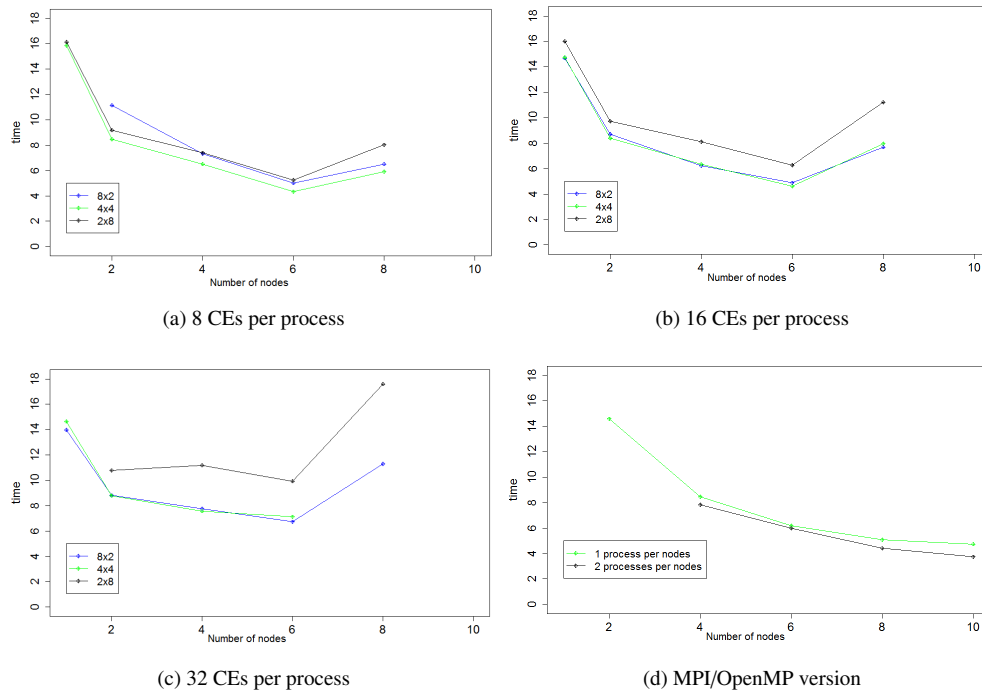 18
16
14
12
10
8
6
4
2
0
time
8x2
4x4
2x8
2 4 6 8 10
Number of nodes
(a) 8 CEs per process
18
16
14
12
10
8
6
4
2
0
time
8x2
4x4
2x8
2 4 6 8 10
Number of nodes
(b) 16 CEs per process
18
16
14
12
10
8
6
4
2
0
time
8x2
4x4
2x8
2 4 6 8 10
Number of nodes
(c) 32 CEs per process
18
16
14
12
10
8
6
4
2
0
time
1 process per nodes
2 processes per nodes
2 4 6 8 10
Number of nodes
(d) MPI/OpenMP version